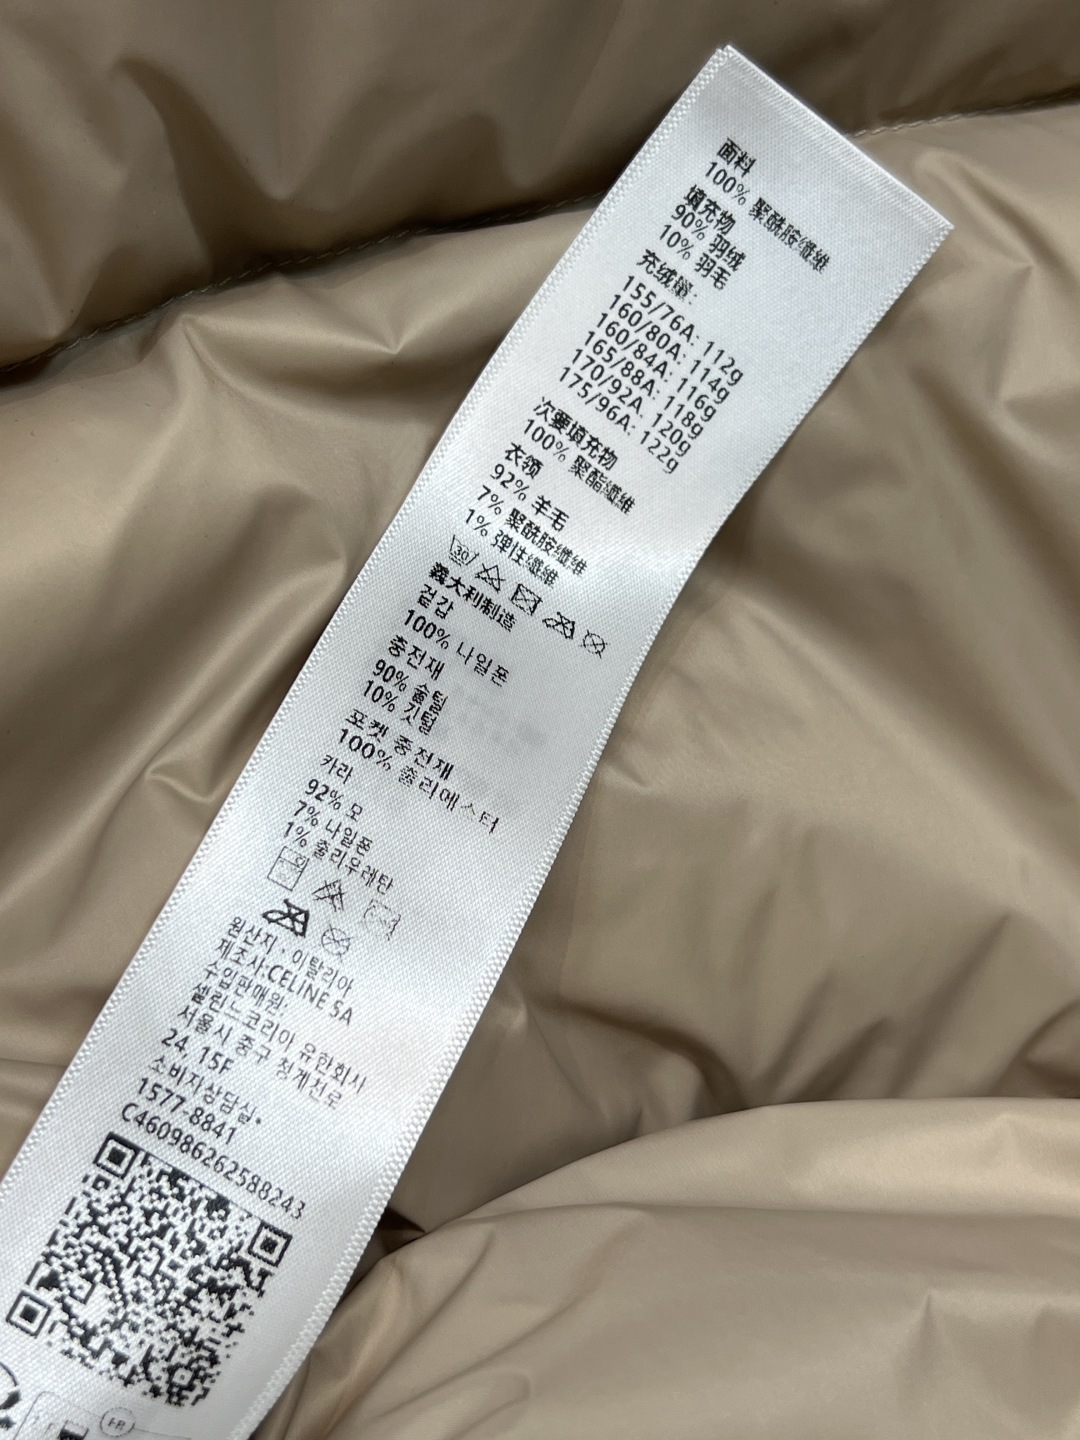 面料
100% 聚酰胺纤维
填充物
90% 羽绒
10% 羽毛
充绒量:
155/76A: 112g
160/80A: 114g
160/84A: 116g
165/88A: 118g
170/92A: 120g
175/96A: 122g
次要填充物
100% 聚酯纤维
衣领
92% 羊毛
7% 聚酰胺纤维
1% 弹性纤维
30
義大利制造
겉감
100% 나일론
충전재
90% 솜털
10% 깃털
포켓 충전재
100% 폴리에스터
카라
92% 모
7% 나일론
1% 폴리우레탄
원산지: 이탈리아
제조사:CELINE SA
수입판매원:
셀린느코리아 유한회사
서울시 중구 청계천로
24, 15F
소비자상담실:
1577-8841
C460986262588243
FR